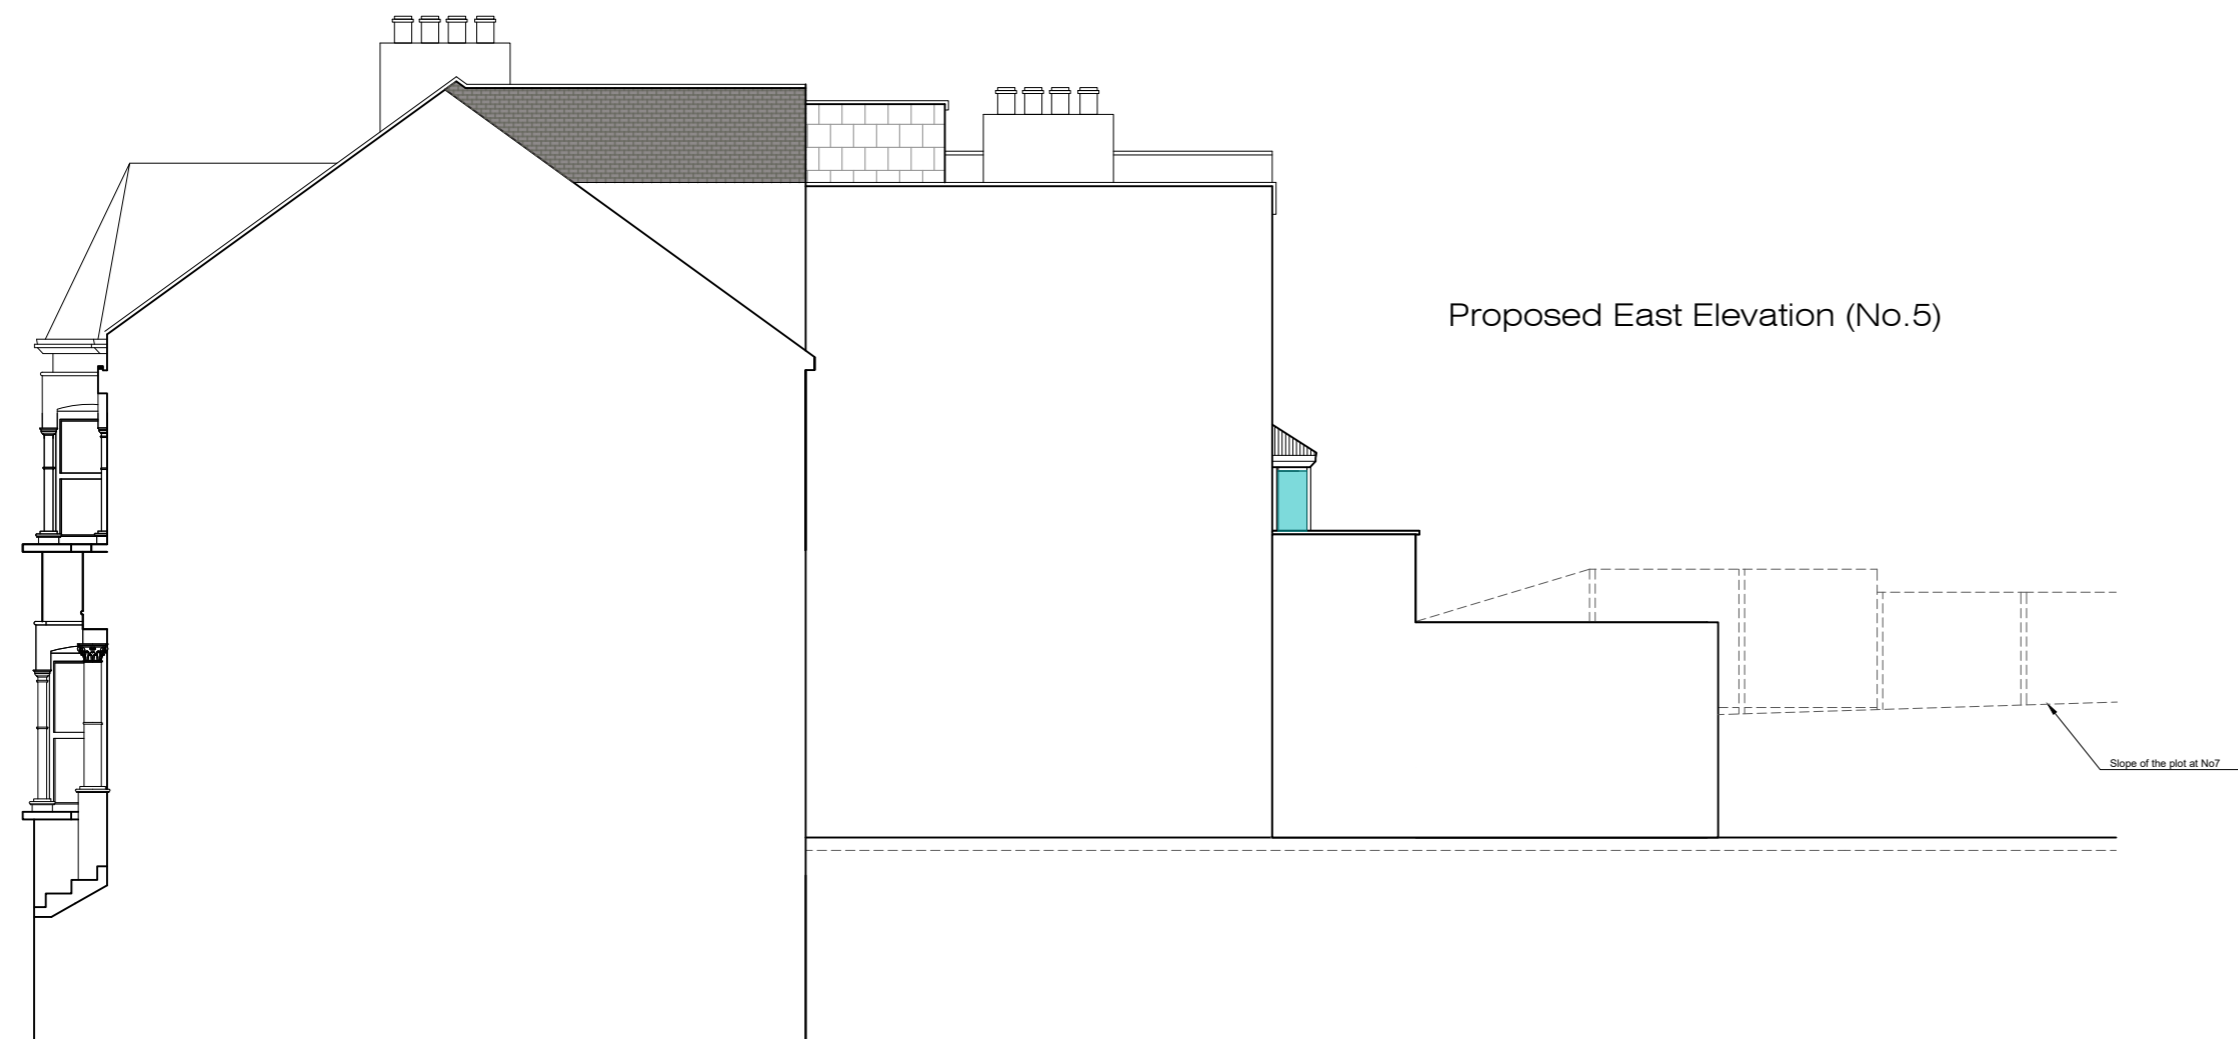 Proposed East Elevation (No.5)
Slope of the plot at No7